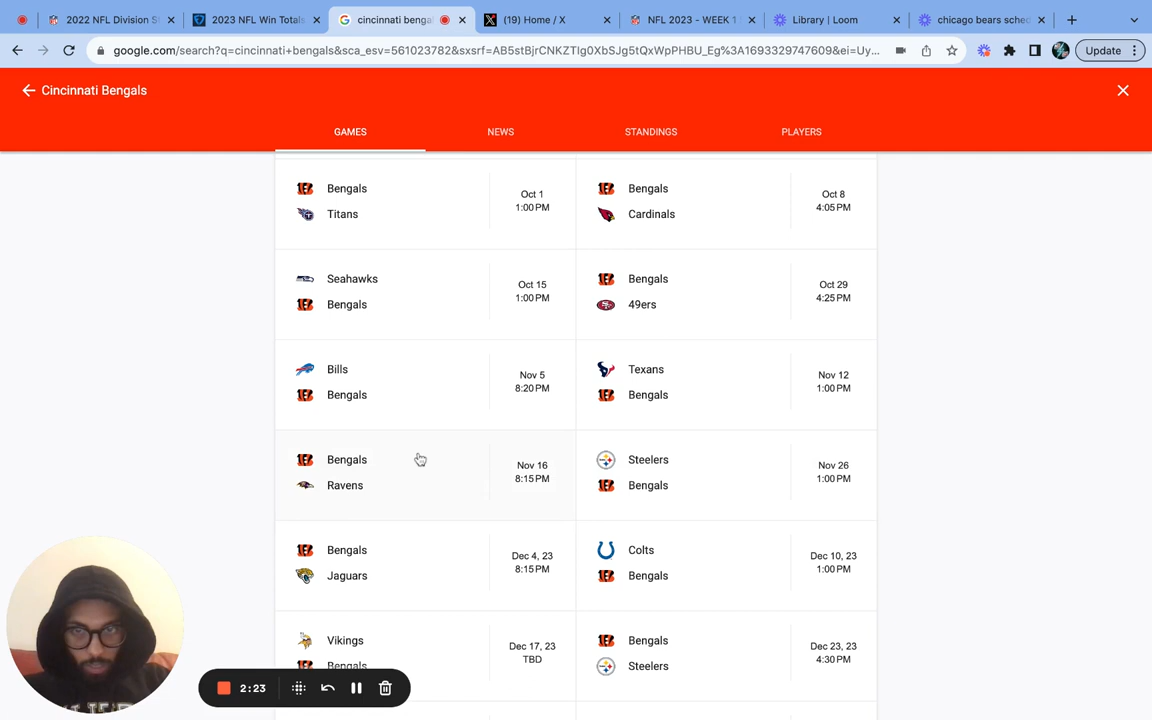 2022 NFL Division S
2023 NFL Win Totals
cincinnati benga
(19) Home / X
NFL 2023 - WEEK 1
Library | Loom
chicago bears sched
google.com/search?q=cincinnati+bengals&sca_esv=561023782&sxsrf=AB5stBjrCNKZTIg0XbSJg5tQxWpPHBU_Eg%3A1693329747609&ei=Uy...
Update
Cincinnati Bengals
GAMES
NEWS
STANDINGS
PLAYERS
Bengals
Titans
Oct 1
1:00 PM
Bengals
Cardinals
Oct 8
4:05 PM
Seahawks
Bengals
Oct 15
1:00 PM
Bengals
49ers
Oct 29
4:25 PM
Bills
Bengals
Nov 5
8:20 PM
Texans
Bengals
Nov 12
1:00 PM
Bengals
Ravens
Nov 16
8:15 PM
Steelers
Bengals
Nov 26
1:00 PM
Bengals
Jaguars
Dec 4, 23
8:15 PM
Colts
Bengals
Dec 10, 23
1:00 PM
Vikings
Bengals
Dec 17, 23
TBD
Bengals
Steelers
Dec 23, 23
4:30 PM
2:23